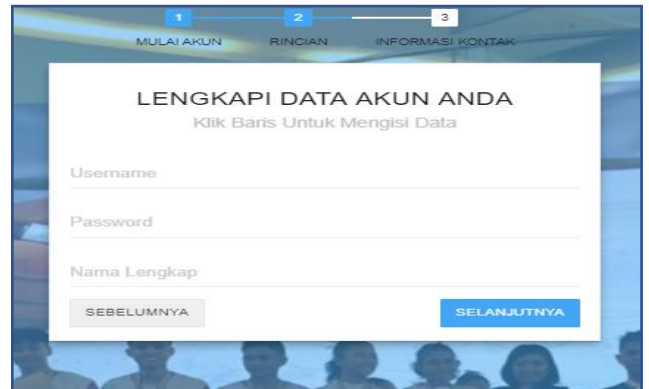 1 2 3
MULAI AKUN RINCIAN INFORMASI KONTAK
LENGKAPI DATA AKUN ANDA
Klik Baris Untuk Mengisi Data
Username
Password
Nama Lengkap
SEBELUMNYA SELANJUTNYA